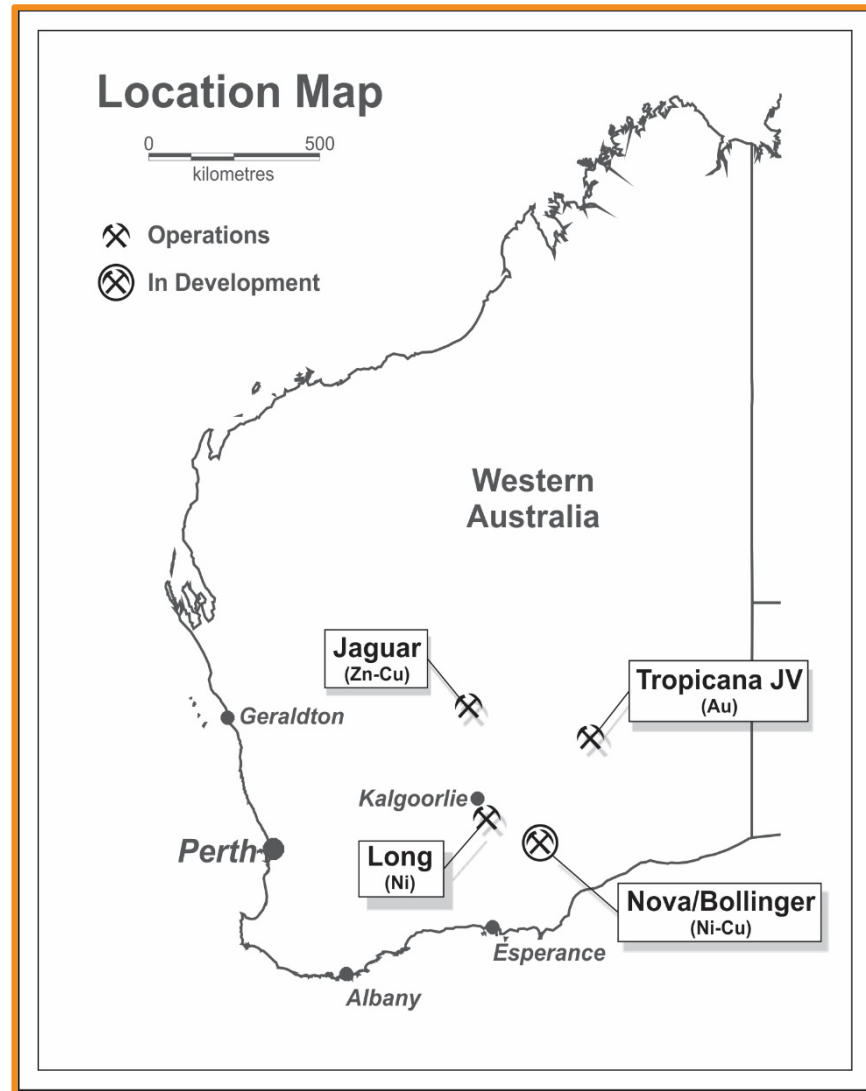 Location Map
0 500
kilometres
Operations
In Development
Western
Australia
Jaguar
(Zn-Cu)
Tropicana JV
(Au)
Geraldton
Kalgoorlie
Perth
Long
(Ni)
Nova/Bollinger
(Ni-Cu)
Esperance
Albany